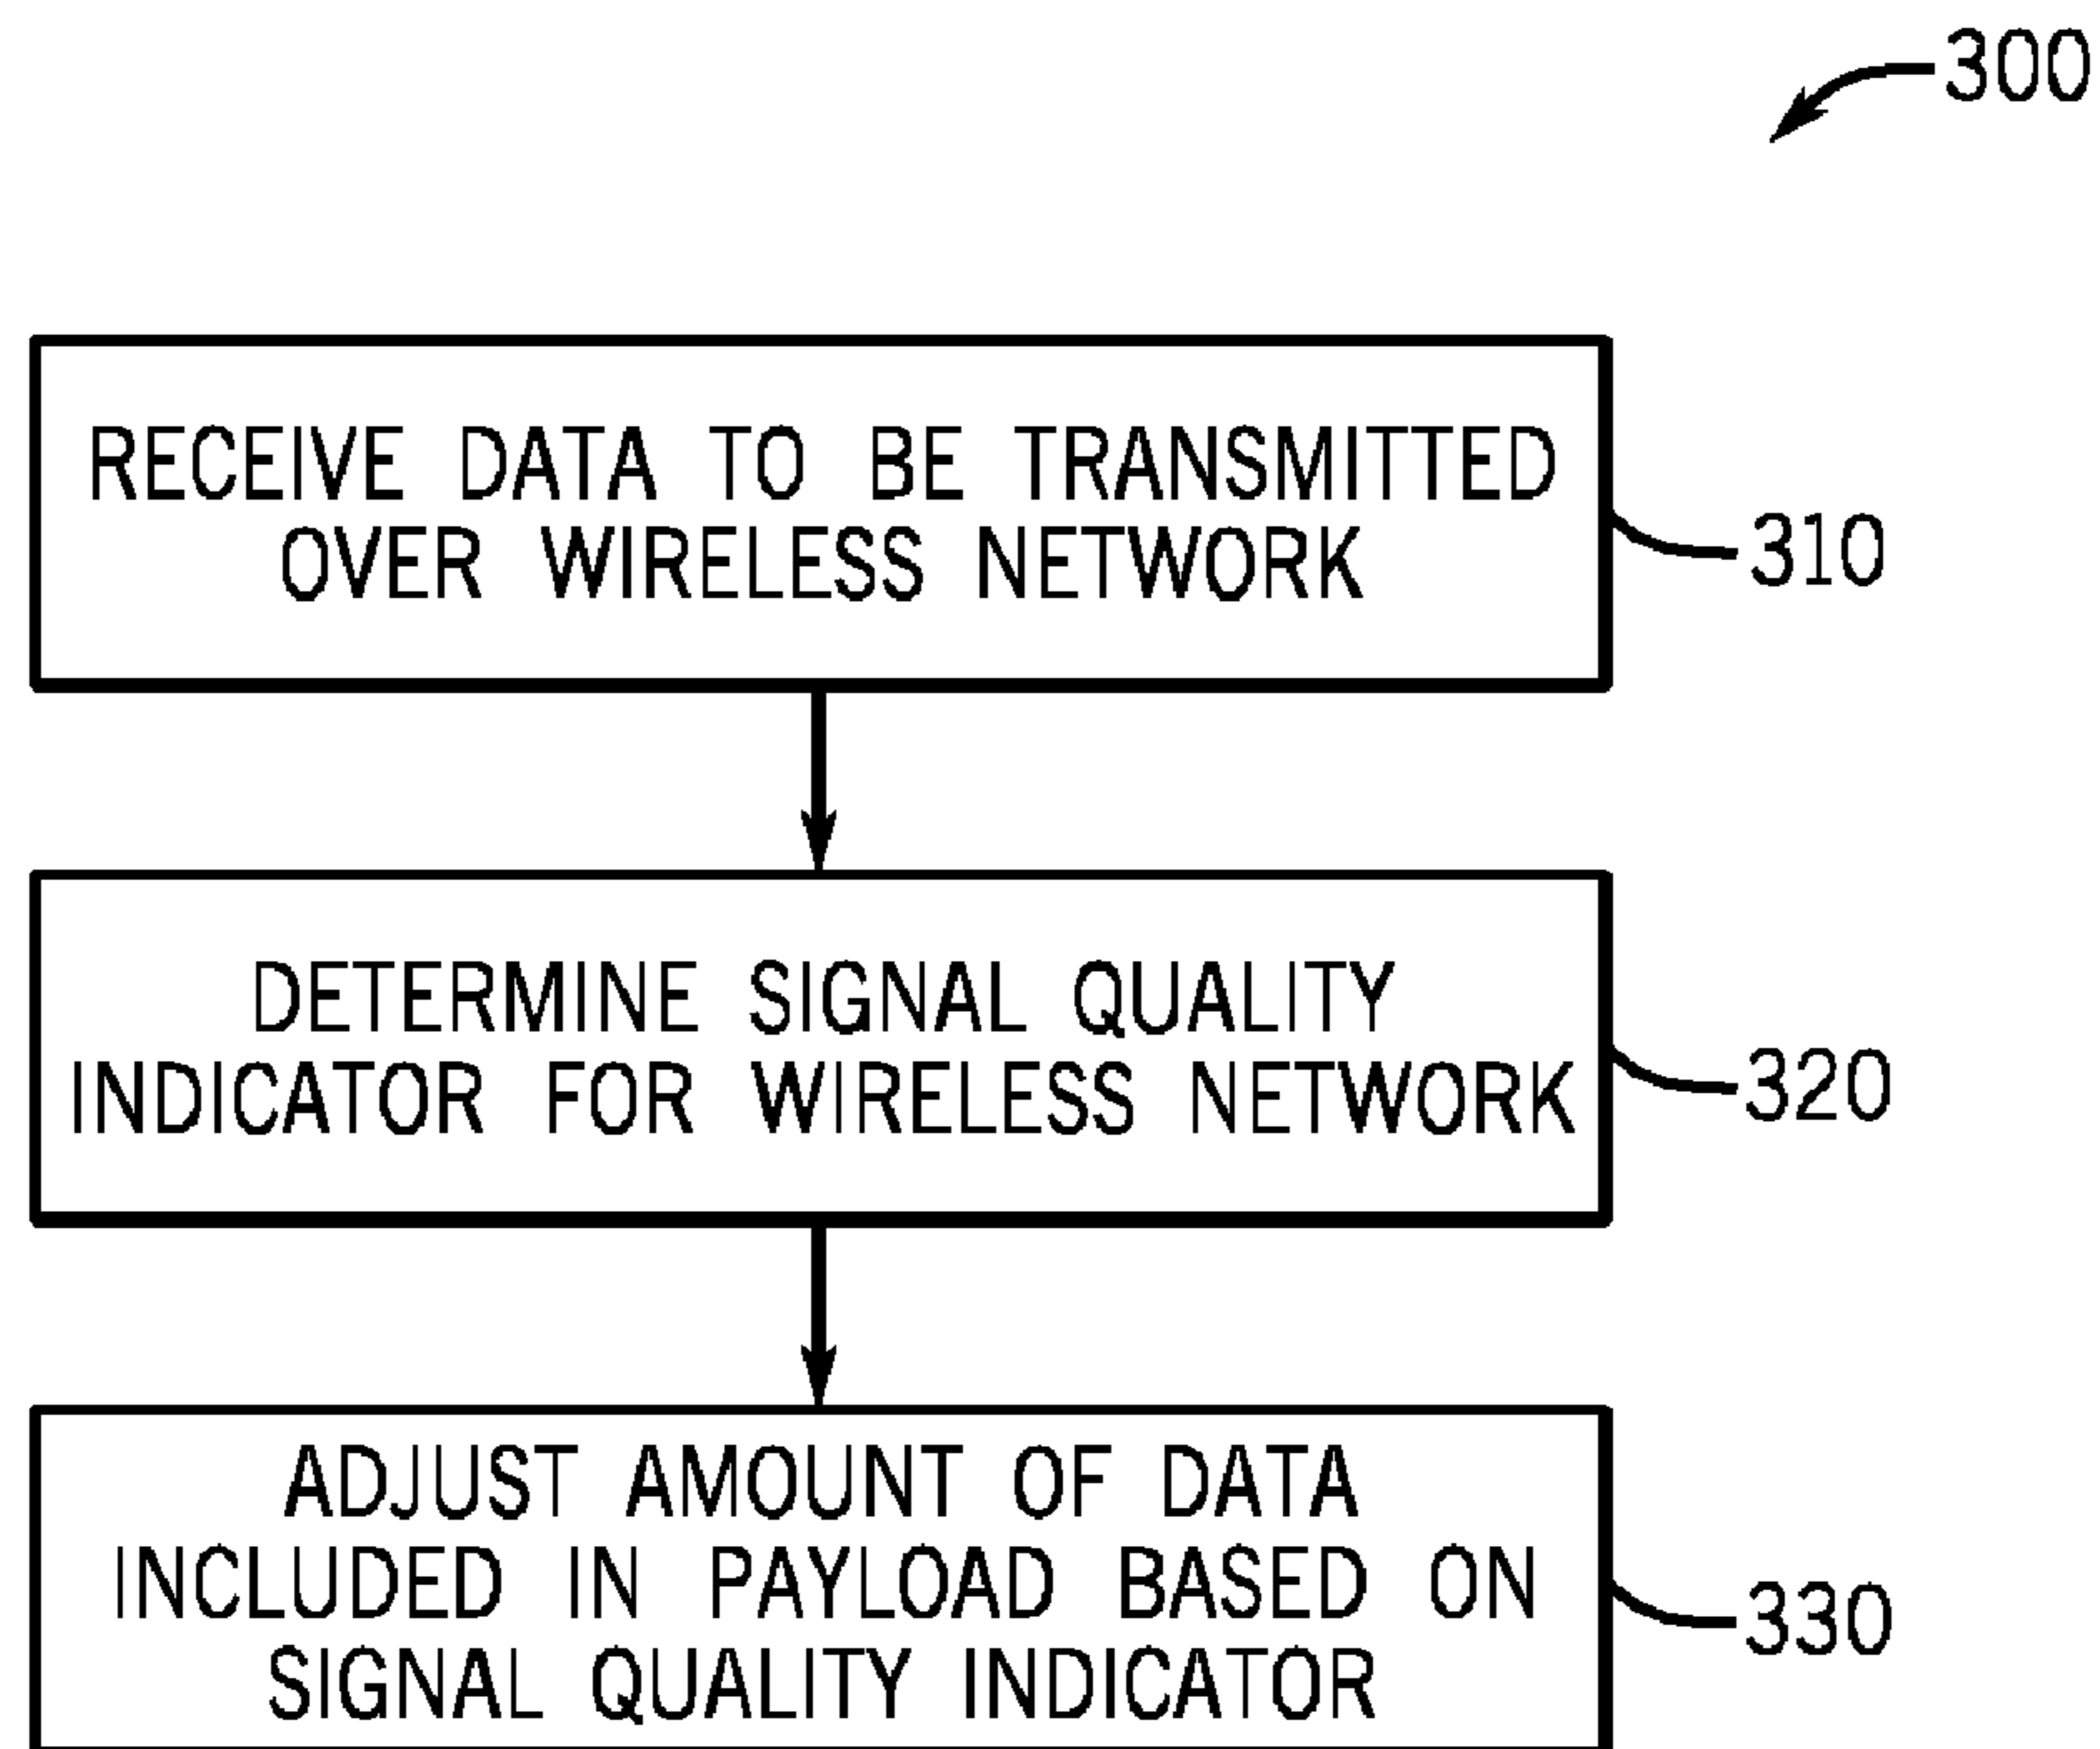 300
RECEIVE DATA TO BE TRANSMITTED
OVER WIRELESS NETWORK
310
DETERMINE SIGNAL QUALITY
INDICATOR FOR WIRELESS NETWORK
320
ADJUST AMOUNT OF DATA
INCLUDED IN PAYLOAD BASED ON
SIGNAL QUALITY INDICATOR
330